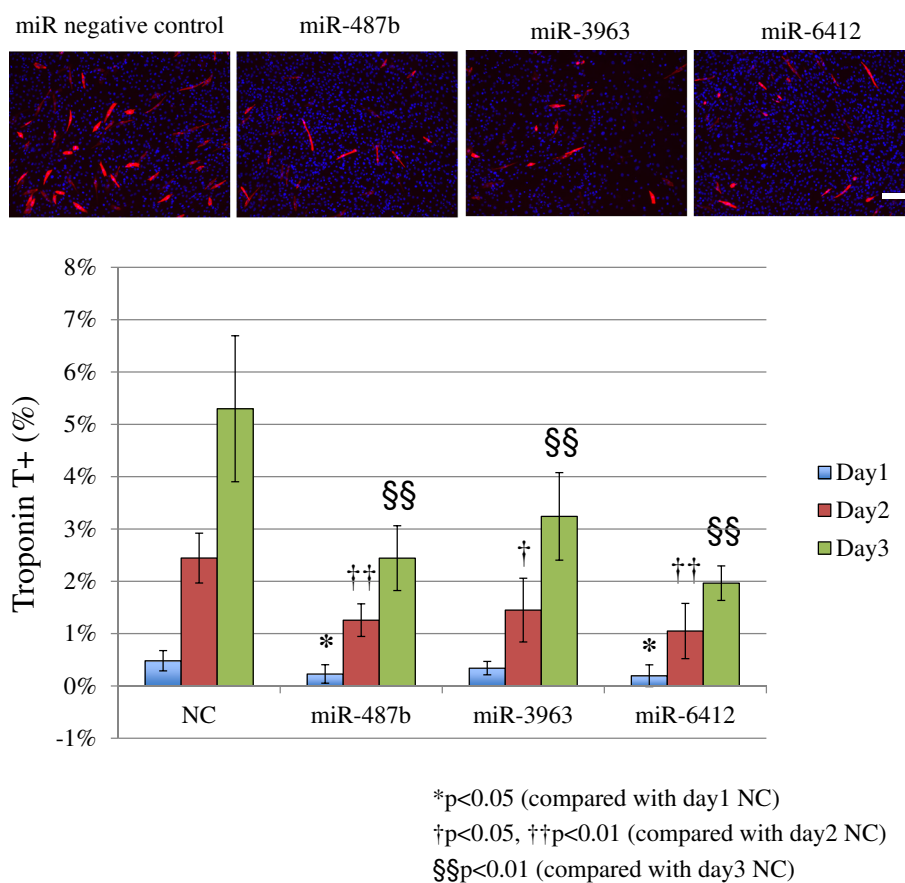 miR negative control miR-487b miR-3963 miR-6412
8%
7%
6%
5%
4%
3%
2%
1%
0%
-1%
Troponin T+ (%)
§§
§§
§§
††
†
††
*
*
NC miR-487b miR-3963 miR-6412
Day1
Day2
Day3
*p<0.05 (compared with day1 NC)
†p<0.05, ††p<0.01 (compared with day2 NC)
§§p<0.01 (compared with day3 NC)